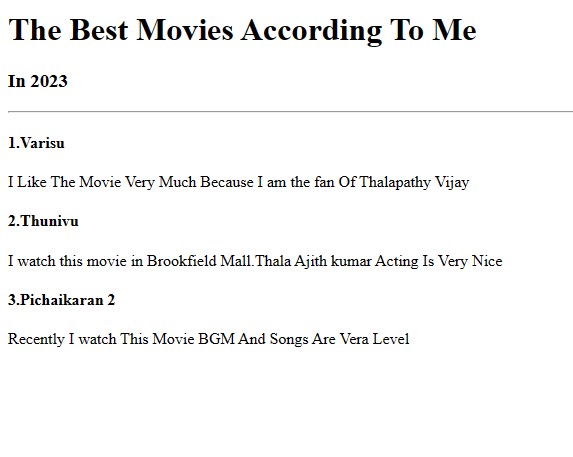 The Best Movies According To Me
In 2023
1.Varisu
I Like The Movie Very Much Because I am the fan Of Thalapathy Vijay
2.Thunivu
I watch this movie in Brookfield Mall.Thala Ajith kumar Acting Is Very Nice
3.Pichaikaran 2
Recently I watch This Movie BGM And Songs Are Vera Level